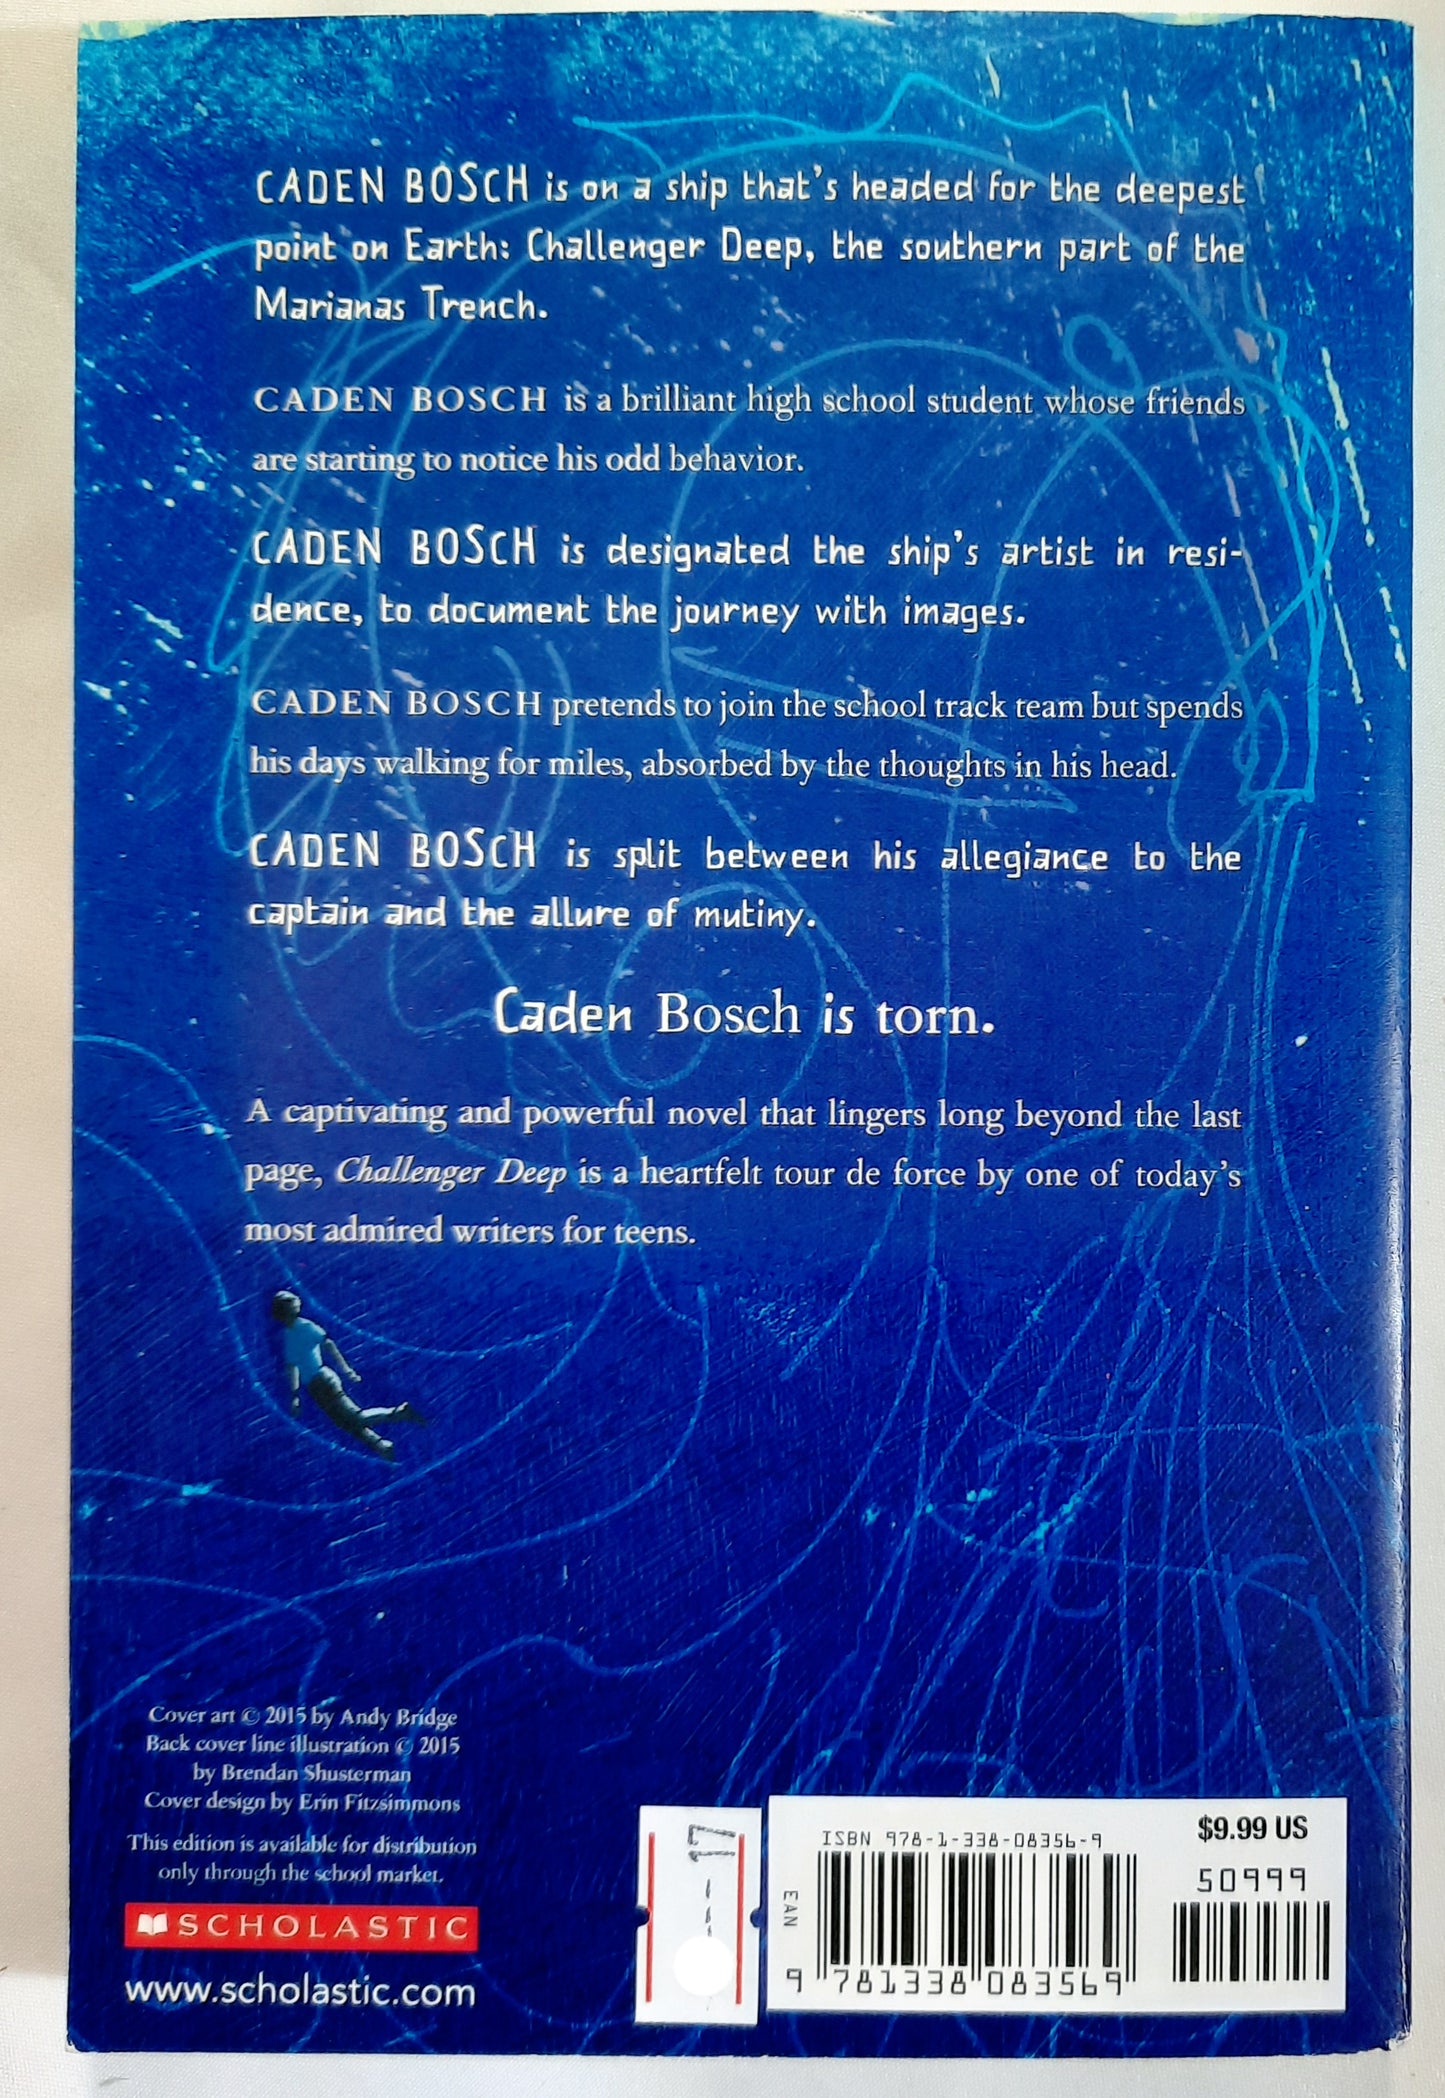 CADEN BOSCH is on a ship that's headed for the deepest
point on Earth: Challenger Deep, the southern part of the
Marianas Trench.
CADEN BOSCH is a brilliant high school student whose friends
are starting to notice his odd behavior.
CADEN BOSCH is designated the ship's artist in resi-
dence, to document the journey with images.
CADEN BOSCH pretends to join the school track team but spends
his days walking for miles, absorbed by the thoughts in his head.
CADEN BOSCH is split between his allegiance to the
captain and the allure of mutiny.
Caden Bosch is torn.
A captivating and powerful novel that lingers long beyond the last
page, Challenger Deep is a heartfelt tour de force by one of today's
most admired writers for teens.
Cover art © 2015 by Andy Bridge
Back cover line illustration © 2015
by Brendan Shusterman
Cover design by Erin Fitzsimmons
This edition is available for distribution
only through the school market.
SCHOLASTIC
www.scholastic.com
ISBN 978-1-338-08356-9
$9.99 US
50999
EAN
9 781338 083569